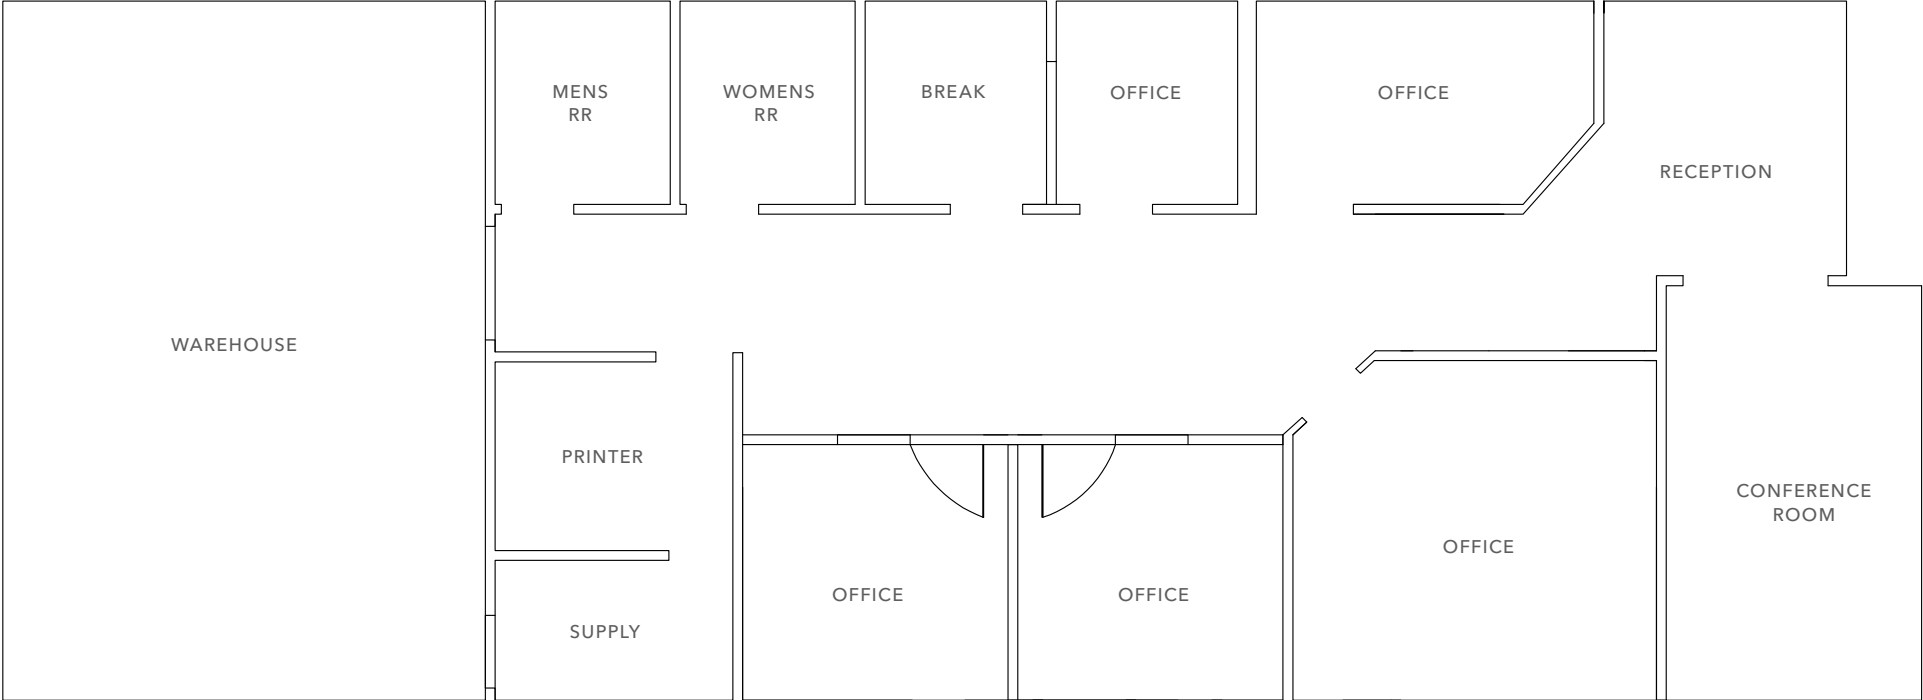 MENS
RR
WOMENS
RR
BREAK
OFFICE
OFFICE
RECEPTION
WAREHOUSE
PRINTER
CONFERENCE
ROOM
OFFICE
OFFICE
OFFICE
SUPPLY